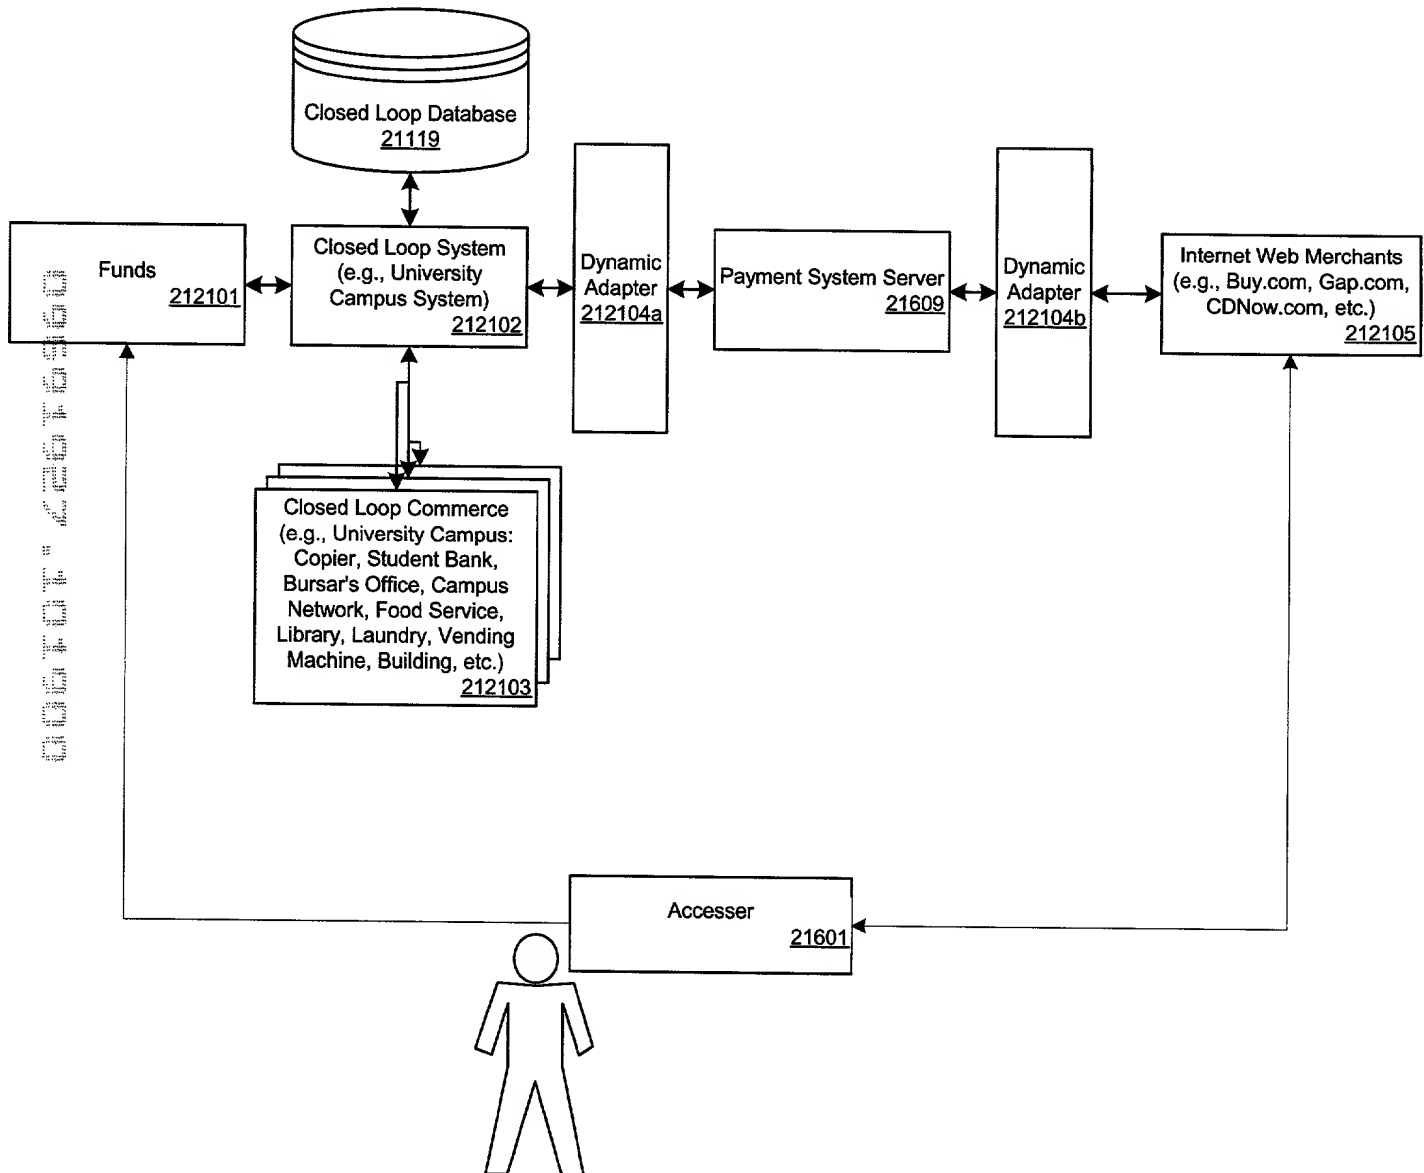 Closed Loop Database
21119
Funds
212101
Closed Loop System
(e.g., University
Campus System)
212102
Dynamic
Adapter
212104a
Payment System Server
21609
Dynamic
Adapter
212104b
Internet Web Merchants
(e.g., Buy.com, Gap.com,
CDNow.com, etc.)
212105
Closed Loop Commerce
(e.g., University Campus:
Copier, Student Bank,
Bursar's Office, Campus
Network, Food Service,
Library, Laundry, Vending
Machine, Building, etc.)
212103
Accesser
21601